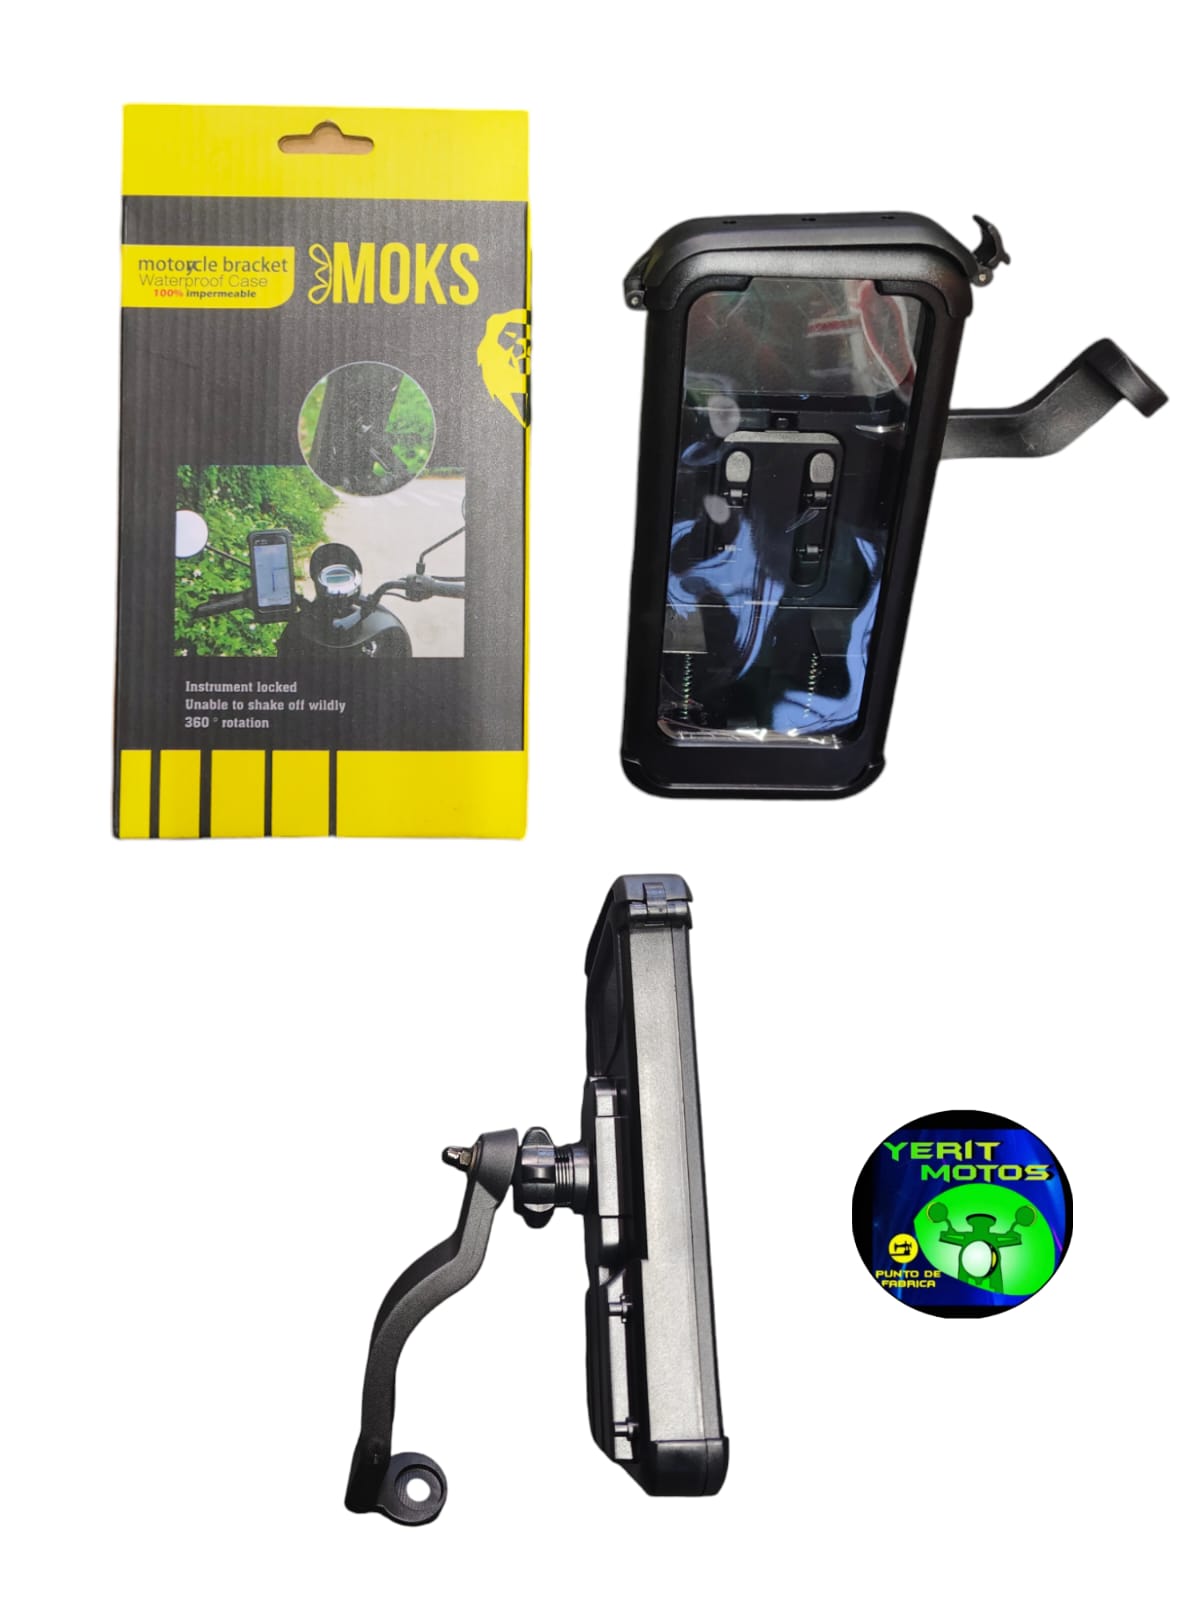 motorycle bracket
Waterproof Case
100% impermeable
MOKS
Instrument locked
Unable to shake off wildly
360 ° rotation
YERIT
MOTOS
PUNTO DE
FABRICA